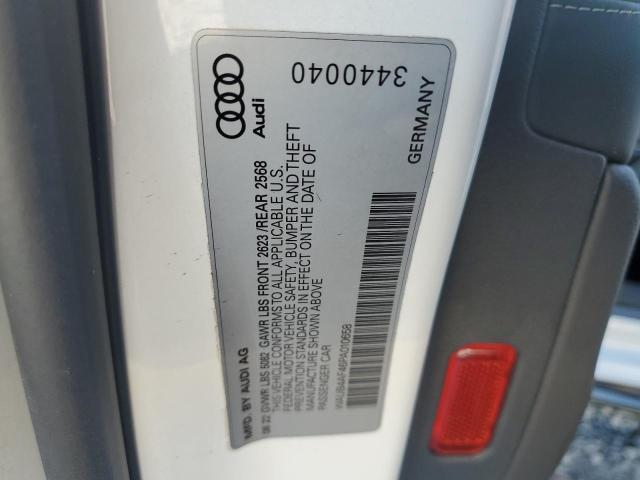 MFD. BY AUDI AG
08 22 GVWR LBS 5082 GAWR LBS FRONT 2623 /REAR 2568
THIS VEHICLE CONFORMS TO ALL APPLICABLE U.S.
FEDERAL MOTOR VEHICLE SAFETY, BUMPER AND THEFT
PREVENTION STANDARDS IN EFFECT ON THE DATE OF
MANUFACTURE SHOWN ABOVE
PASSENGER CAR
WAUB4AF46PA010658
Audi
GERMANY
3440040